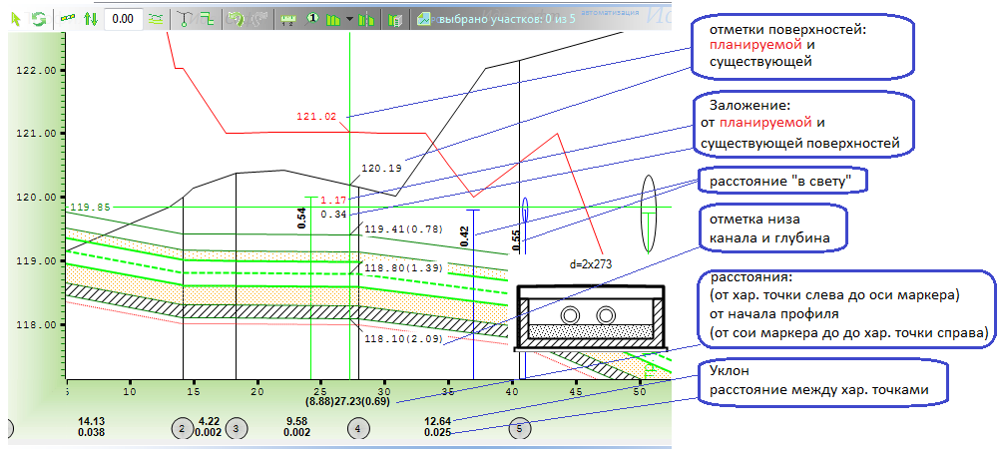 0.00
выбрано участков: 0 из 5
автоматизация
122.00
121.00
120.00
119.00
118.00
119.85
121.02
120.19
1.17
0.34
0.54
0.42
0.55
119.41(0.78)
118.80(1.39)
118.10(2.09)
d=2x273
5 10 15 20 25 30 35 40 45 50
(8.88)27.23(0.69)
14.13 4.22 9.58 12.64
0.038 2 0.002 3 0.002 4 0.025 5
отметки поверхностей:
планируемой и
существующей
Заложение:
от планируемой и
существующей поверхностей
расстояние "в свету"
отметка низа
канала и глубина
расстояния:
(от хар. точки слева до оси маркера)
от начала профиля
(от сои маркера до до хар. точки справа)
Уклон
расстояние между хар. точками